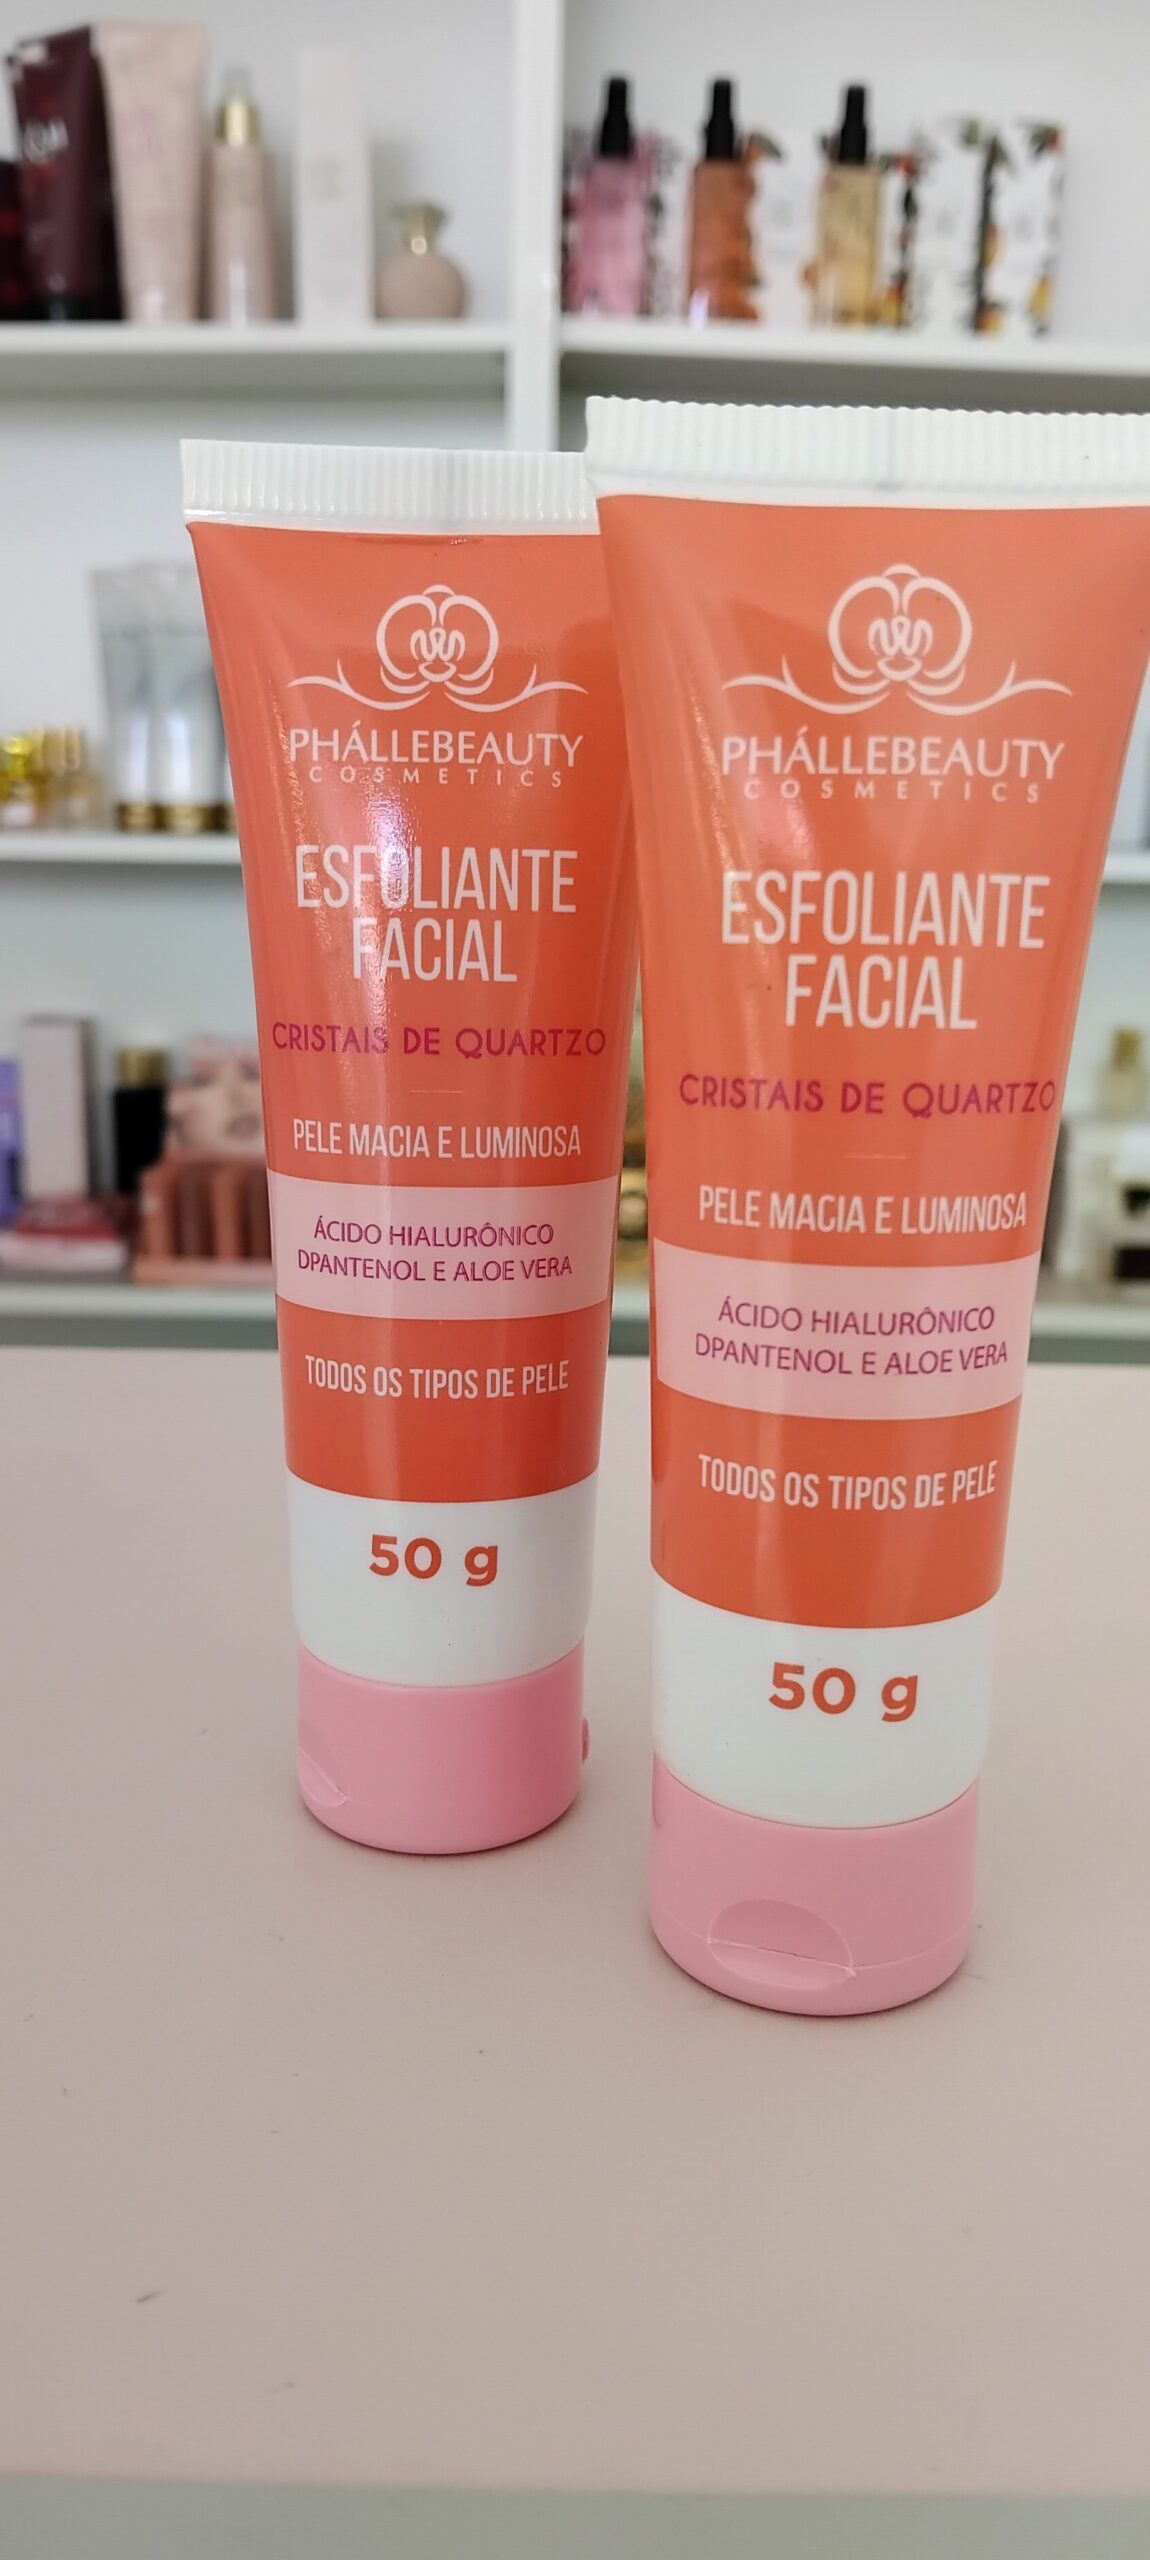 PHÁLLEBEAUTY
COSMETICS
ESFOLIANTE
FACIAL
CRISTAIS DE QUARTZO
PELE MACIA E LUMINOSA
ÁCIDO HIALURÔNICO
DPANTENOL E ALOE VERA
TODOS OS TIPOS DE PELE
50 g
PHÁLLEBEAUTY
COSMETICS
ESFOLIANTE
FACIAL
CRISTAIS DE QUARTZO
PELE MACIA E LUMINOSA
ÁCIDO HIALURÔNICO
DPANTENOL E ALOE VERA
TODOS OS TIPOS DE PELE
50 g